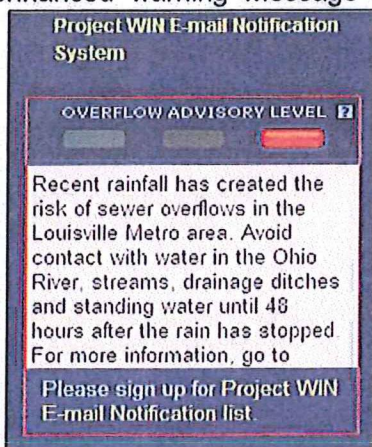 enhanced warning message
Project WIN E-mail Notification
System
OVERFLOW ADVISORY LEVEL ?
Recent rainfall has created the
risk of sewer overflows in the
Louisville Metro area. Avoid
contact with water in the Ohio
River, streams, drainage ditches
and standing water until 48
hours after the rain has stopped.
For more information, go to
Please sign up for Project WIN
E-mail Notification list.